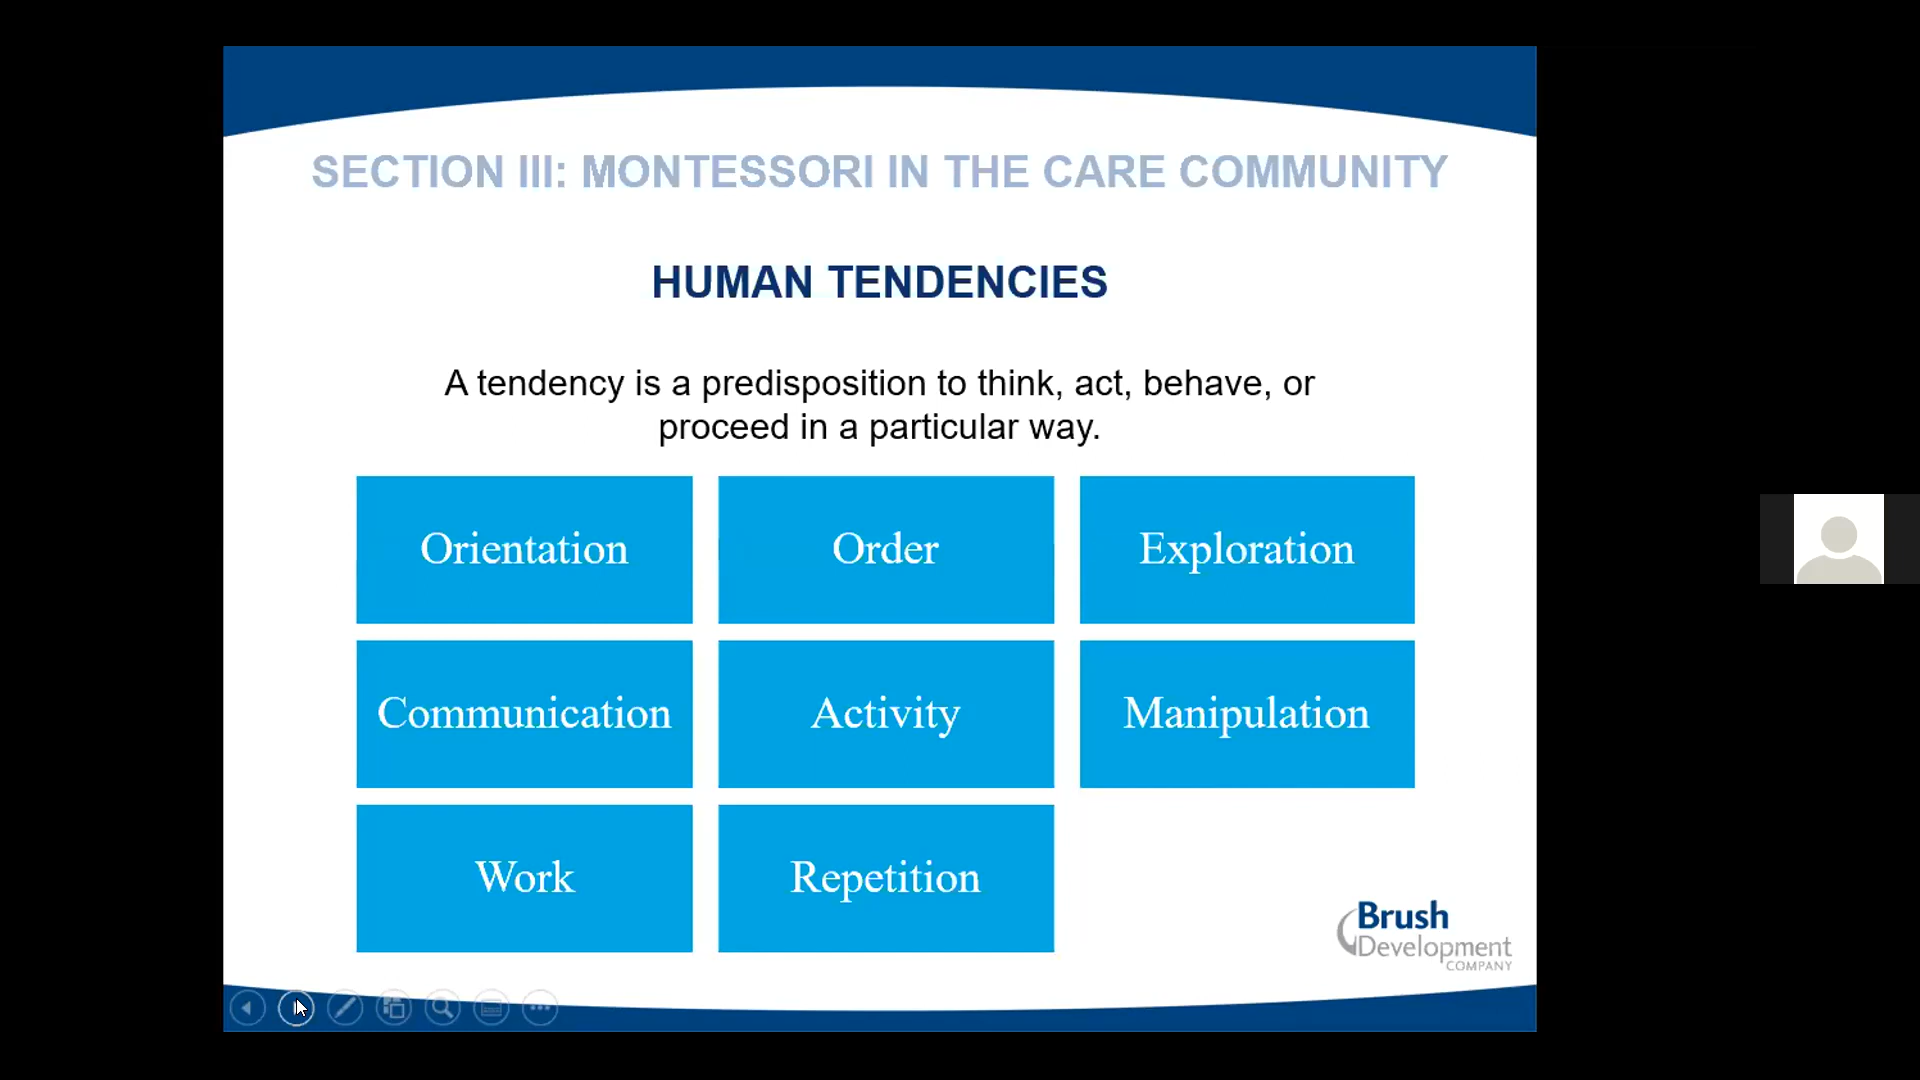 SECTION III: MONTESSORI IN THE CARE COMMUNITY
HUMAN TENDENCIES
A tendency is a predisposition to think, act, behave, or
proceed in a particular way.
Orientation
Order
Exploration
Communication
Activity
Manipulation
Work
Repetition
Brush
Development
COMPANY